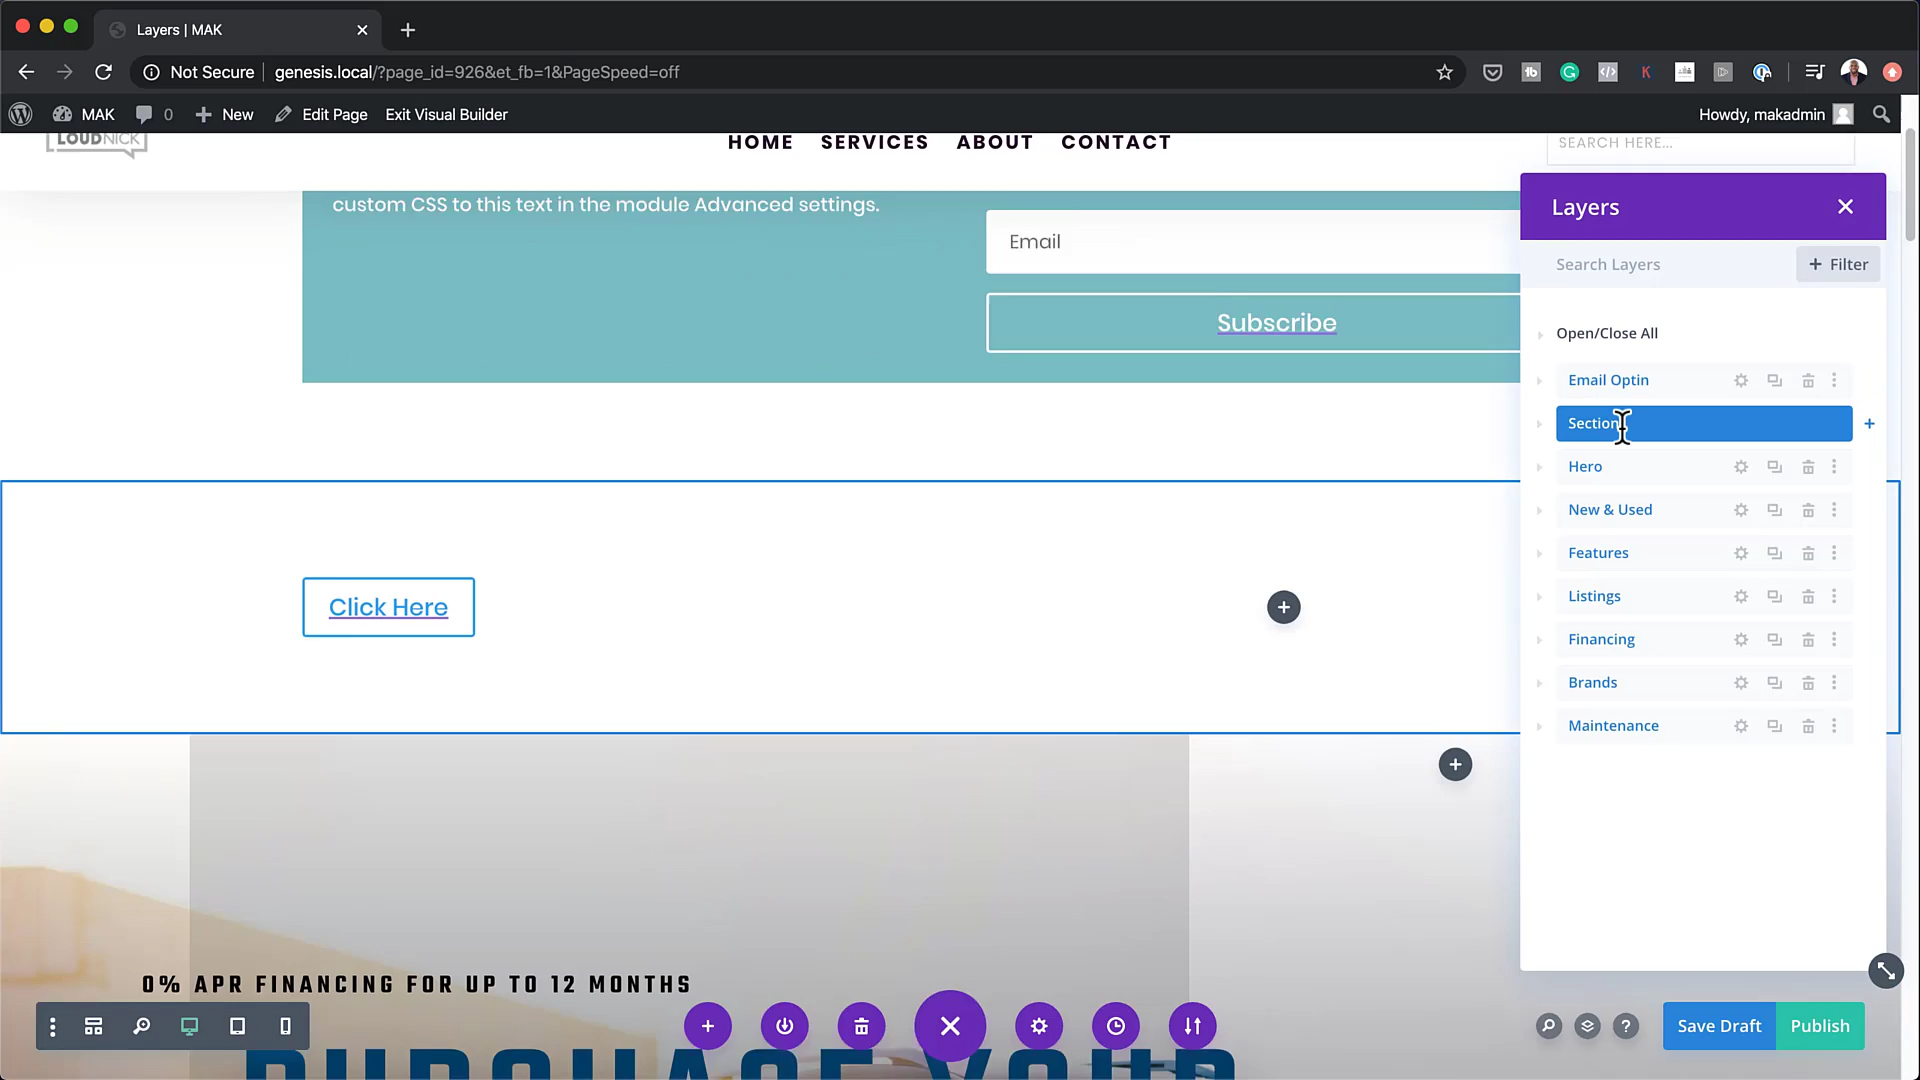 Layers | MAK
Not Secure
genesis.local/?page_id=926&et_fb=1&PageSpeed=off
MAK
0
New
Edit Page
Exit Visual Builder
Howdy, makadmin
LOUDNICK
HOME
SERVICES
ABOUT
CONTACT
SEARCH HERE...
custom CSS to this text in the module Advanced settings.
Email
Subscribe
Click Here
Layers
Search Layers
Filter
Open/Close All
Email Optin
Section
Hero
New & Used
Features
Listings
Financing
Brands
Maintenance
0% APR FINANCING FOR UP TO 12 MONTHS
PURCHASE YOUR
Save Draft
Publish